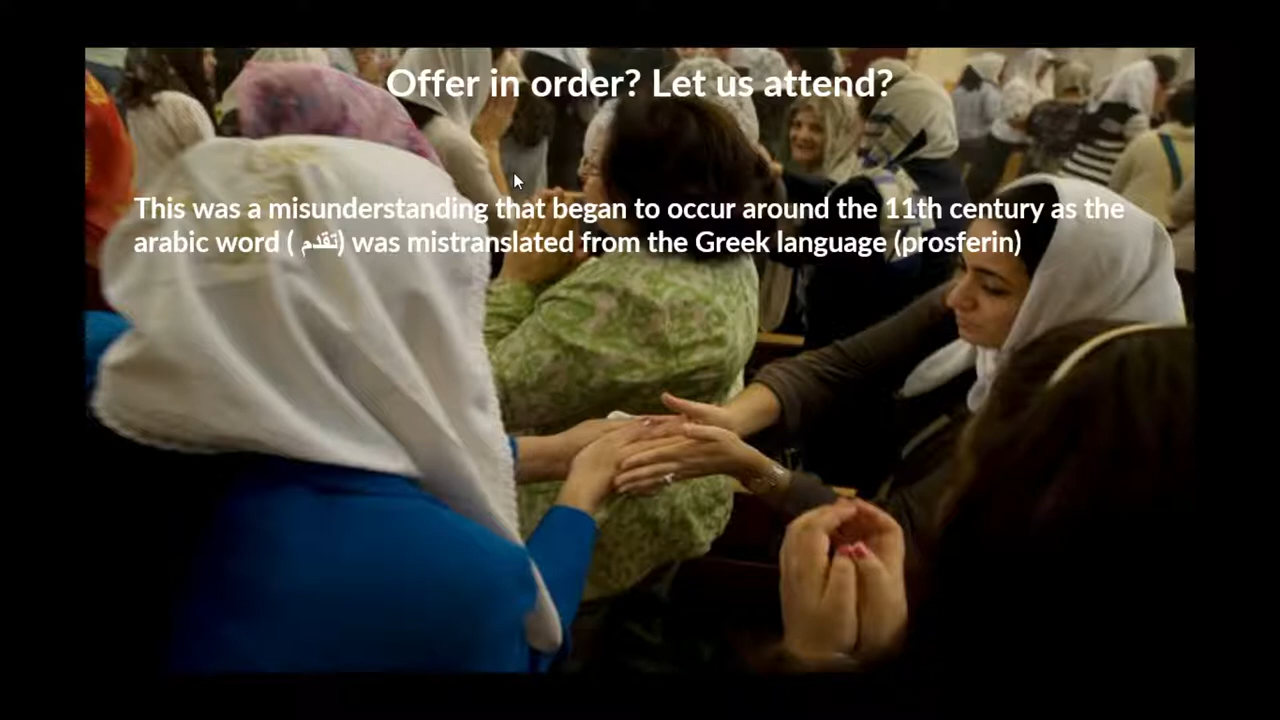 Offer in order? Let us attend?
This was a misunderstanding that began to occur around the 11th century as the
arabic word ( تقدم) was mistranslated from the Greek language (prosferin)